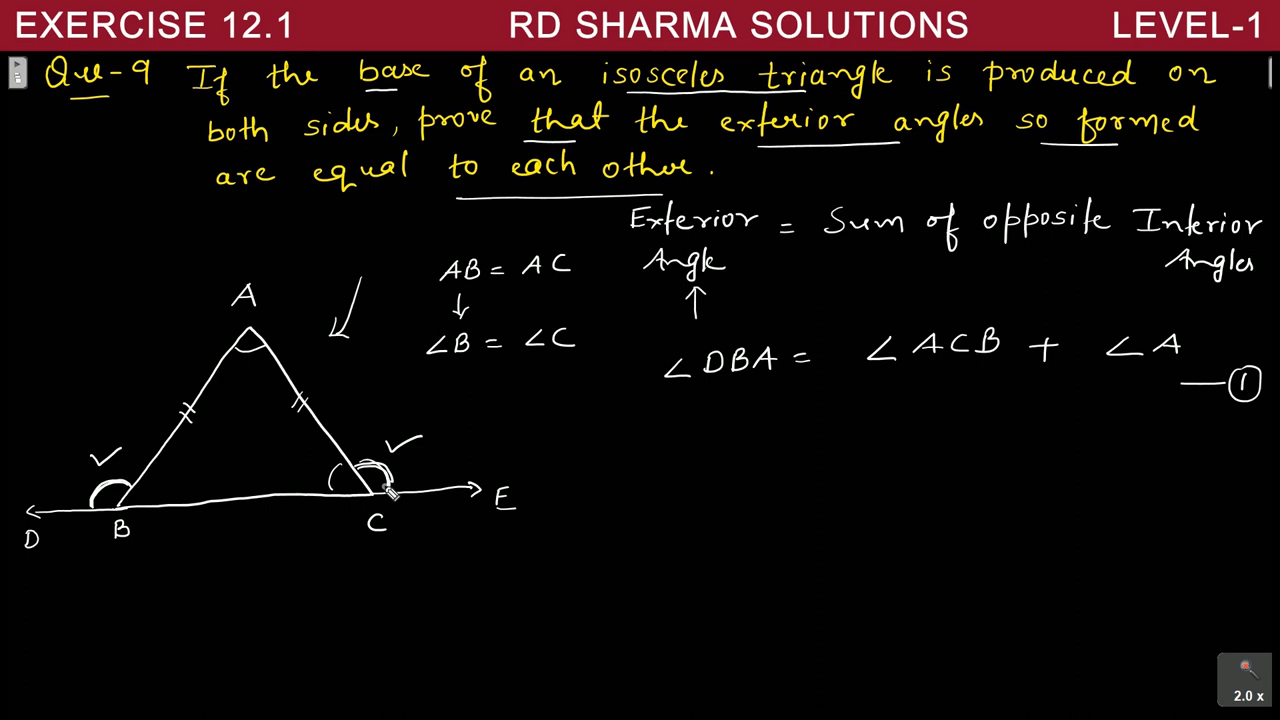 EXERCISE 12.1 RD SHARMA SOLUTIONS LEVEL-1
Que-9 If the base of an isosceles triangle is produced on
both sides, prove that the exterior angles so formed
are equal to each other.
Exterior = Sum of opposite Interior
Angle Angles
AB = AC
∠B = ∠C
∠DBA = ∠ACB + ∠A
①
A
D
B
C
E
2.0 x